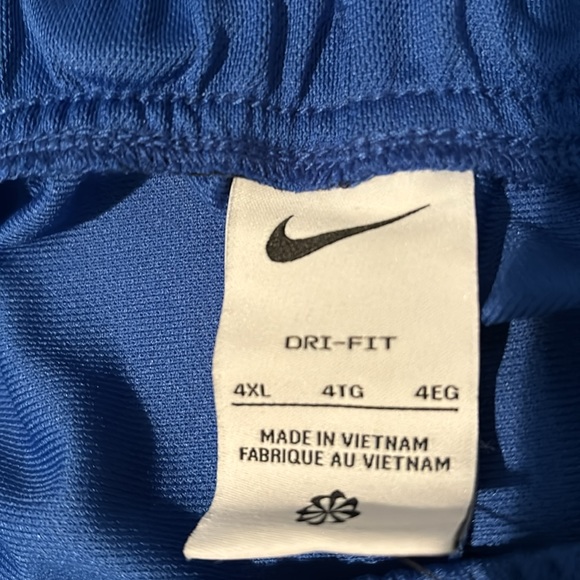 DRI-FIT
4XL 4TG 4EG
MADE IN VIETNAM
FABRIQUE AU VIETNAM